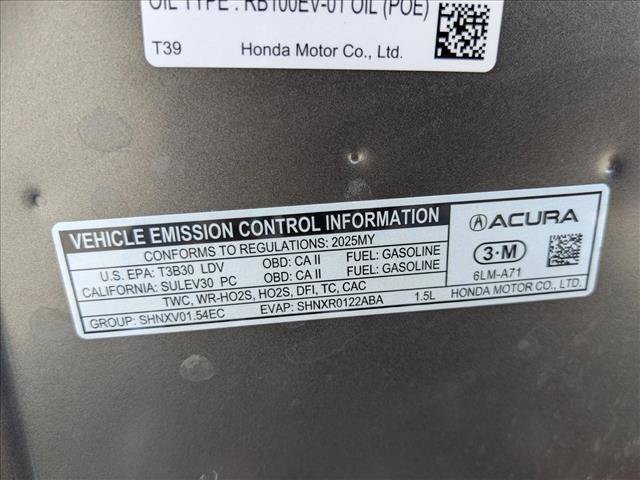 OIL TYPE : RB100EV-01 OIL (POE)
T39 Honda Motor Co., Ltd.
VEHICLE EMISSION CONTROL INFORMATION
CONFORMS TO REGULATIONS: 2025MY
U.S. EPA: T3B30 LDV OBD: CA II FUEL: GASOLINE
CALIFORNIA: SULEV30 PC OBD: CA II FUEL: GASOLINE
TWC, WR-HO2S, HO2S, DFI, TC, CAC
GROUP: SHNXV01.54EC EVAP: SHNXR0122ABA 1.5L
ACURA
3·M
6LM-A71
HONDA MOTOR CO., LTD.